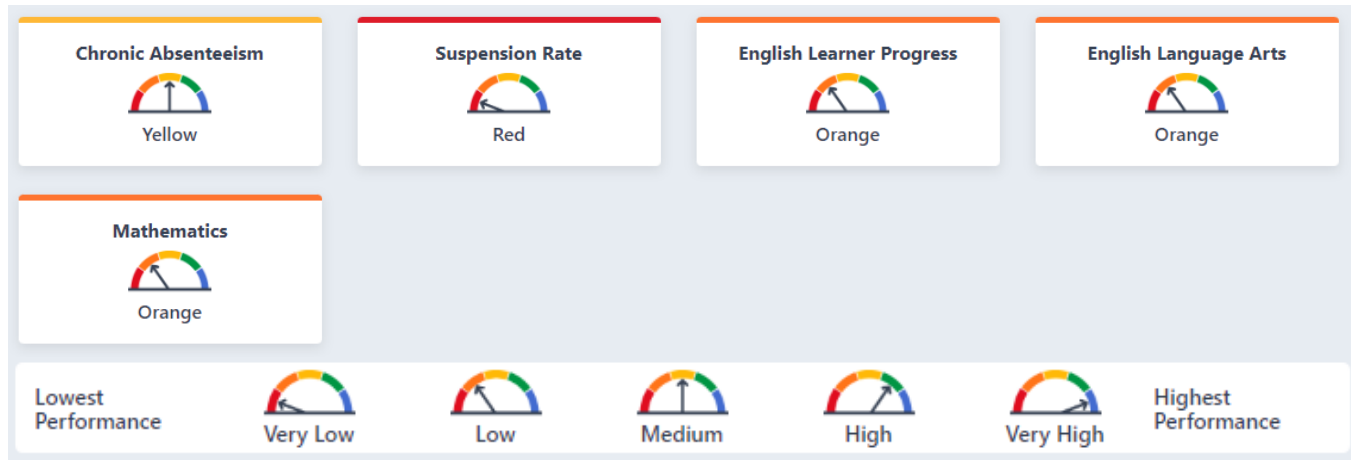 Chronic Absenteeism
Yellow
Suspension Rate
Red
English Learner Progress
Orange
English Language Arts
Orange
Mathematics
Orange
Lowest
Performance
Very Low
Low
Medium
High
Very High
Highest
Performance